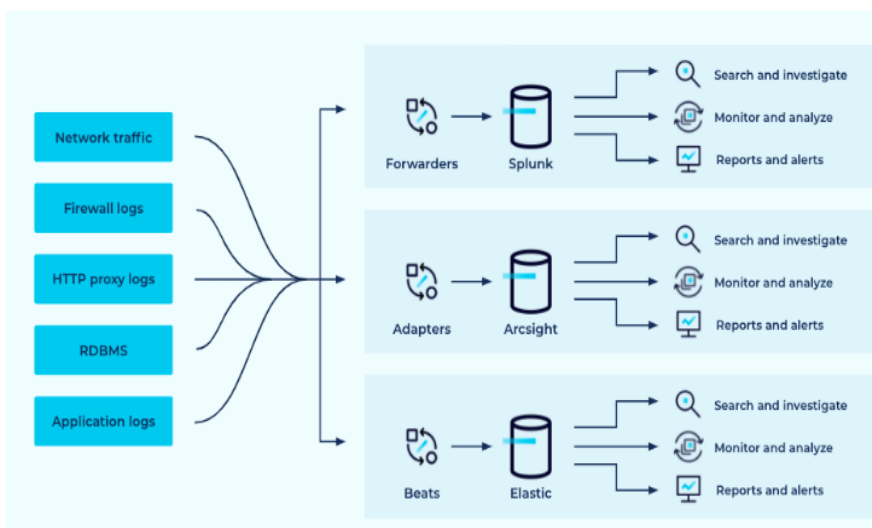 Network traffic
Firewall logs
HTTP proxy logs
RDBMS
Application logs
Forwarders
Splunk
Search and investigate
Monitor and analyze
Reports and alerts
Adapters
Arcsight
Search and investigate
Monitor and analyze
Reports and alerts
Beats
Elastic
Search and investigate
Monitor and analyze
Reports and alerts